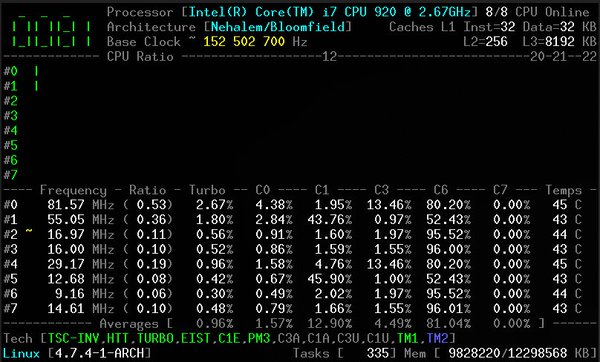 Processor [Intel(R) Core(TM) i7 CPU 920 @ 2.67GHz] 8/8 CPU Online
Architecture [Nehalem/Bloomfield] Caches L1 Inst=32 Data=32 KB
Base Clock ~ 152 502 700 Hz L2=256 L3=8192 KB
CPU Ratio 12 20-21--22
#0 |
#1 |
#2
#3
#4
#5
#6
#7
---- Frequency - Ratio - Turbo -- C0 ---- C1 ---- C3 ---- C6 ---- C7 --- Temps -
#0 81.57 MHz ( 0.53) 2.67% 4.38% 1.95% 13.46% 80.20% 0.00% 45 C
#1 55.05 MHz ( 0.36) 1.80% 2.84% 43.76% 0.97% 52.43% 0.00% 43 C
#2 ~ 16.97 MHz ( 0.11) 0.56% 0.91% 1.60% 1.97% 95.52% 0.00% 44 C
#3 16.00 MHz ( 0.10) 0.52% 0.86% 1.59% 1.55% 96.00% 0.00% 43 C
#4 29.17 MHz ( 0.19) 0.96% 1.58% 4.76% 13.46% 80.20% 0.00% 45 C
#5 12.68 MHz ( 0.08) 0.42% 0.67% 45.90% 1.00% 52.43% 0.00% 43 C
#6 9.16 MHz ( 0.06) 0.30% 0.49% 2.02% 1.97% 95.52% 0.00% 44 C
#7 14.61 MHz ( 0.10) 0.48% 0.79% 1.66% 1.55% 96.01% 0.00% 43 C
Averages [ 0.96% 1.57% 12.90% 4.49% 81.04% 0.00% ]
Tech [TSC-INV,HTT,TURBO,EIST,C1E,PM3,C3A,C1A,C3U,C1U,TM1,TM2]
Linux [4.7.4-1-ARCH] Tasks [ 335] Mem [ 9828220/12298568 KB]